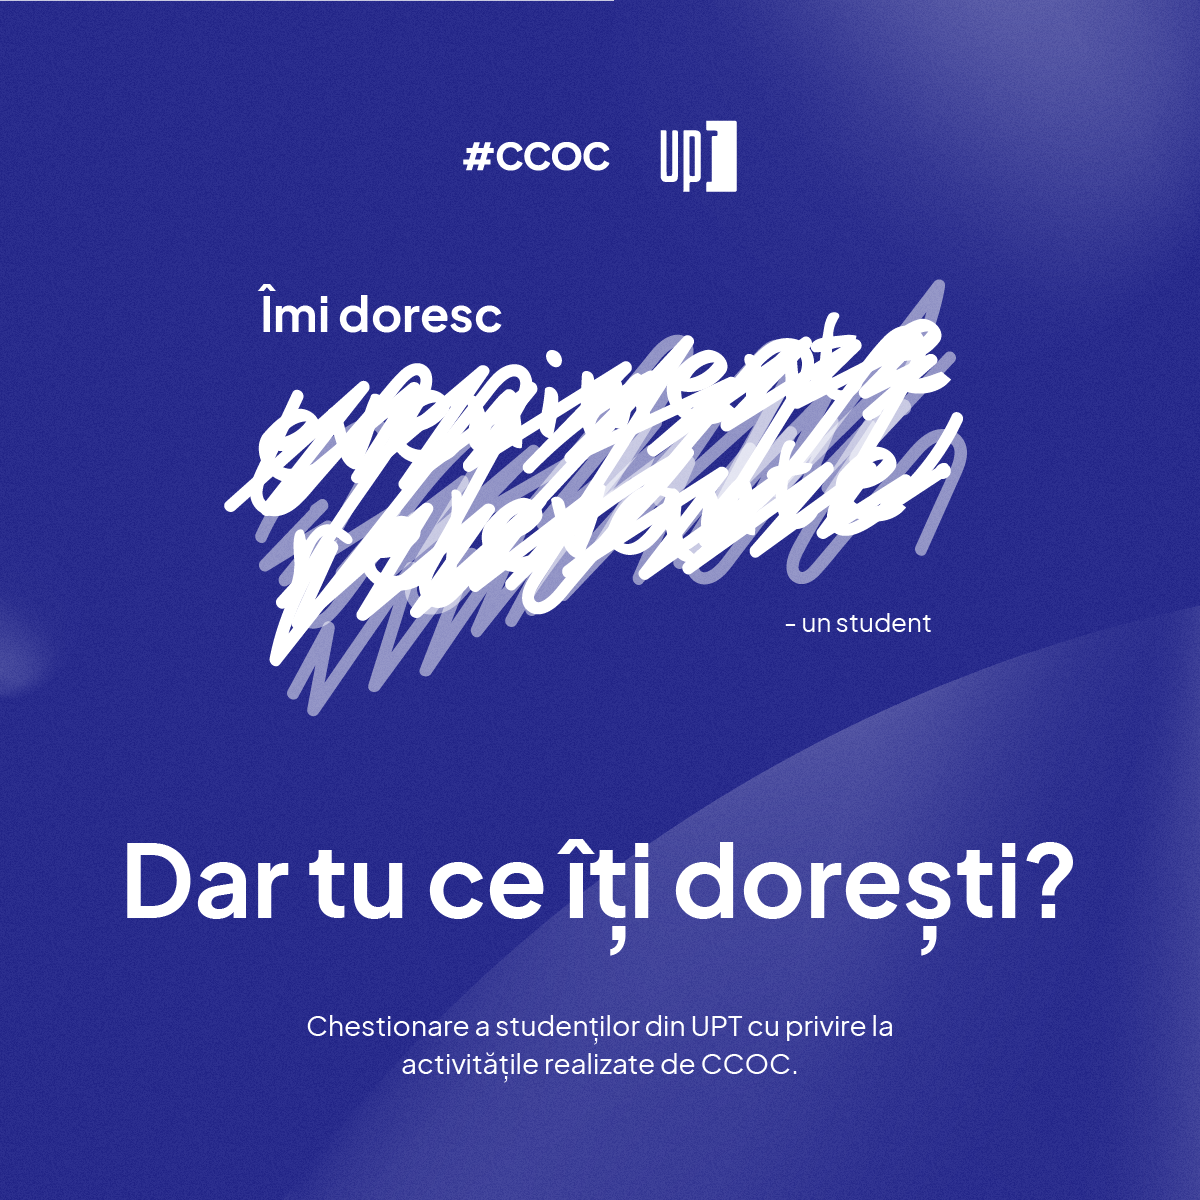 #CCOC UPT
Îmi doresc
- un student
Dar tu ce îți dorești?
Chestionare a studenților din UPT cu privire la
activitățile realizate de CCOC.